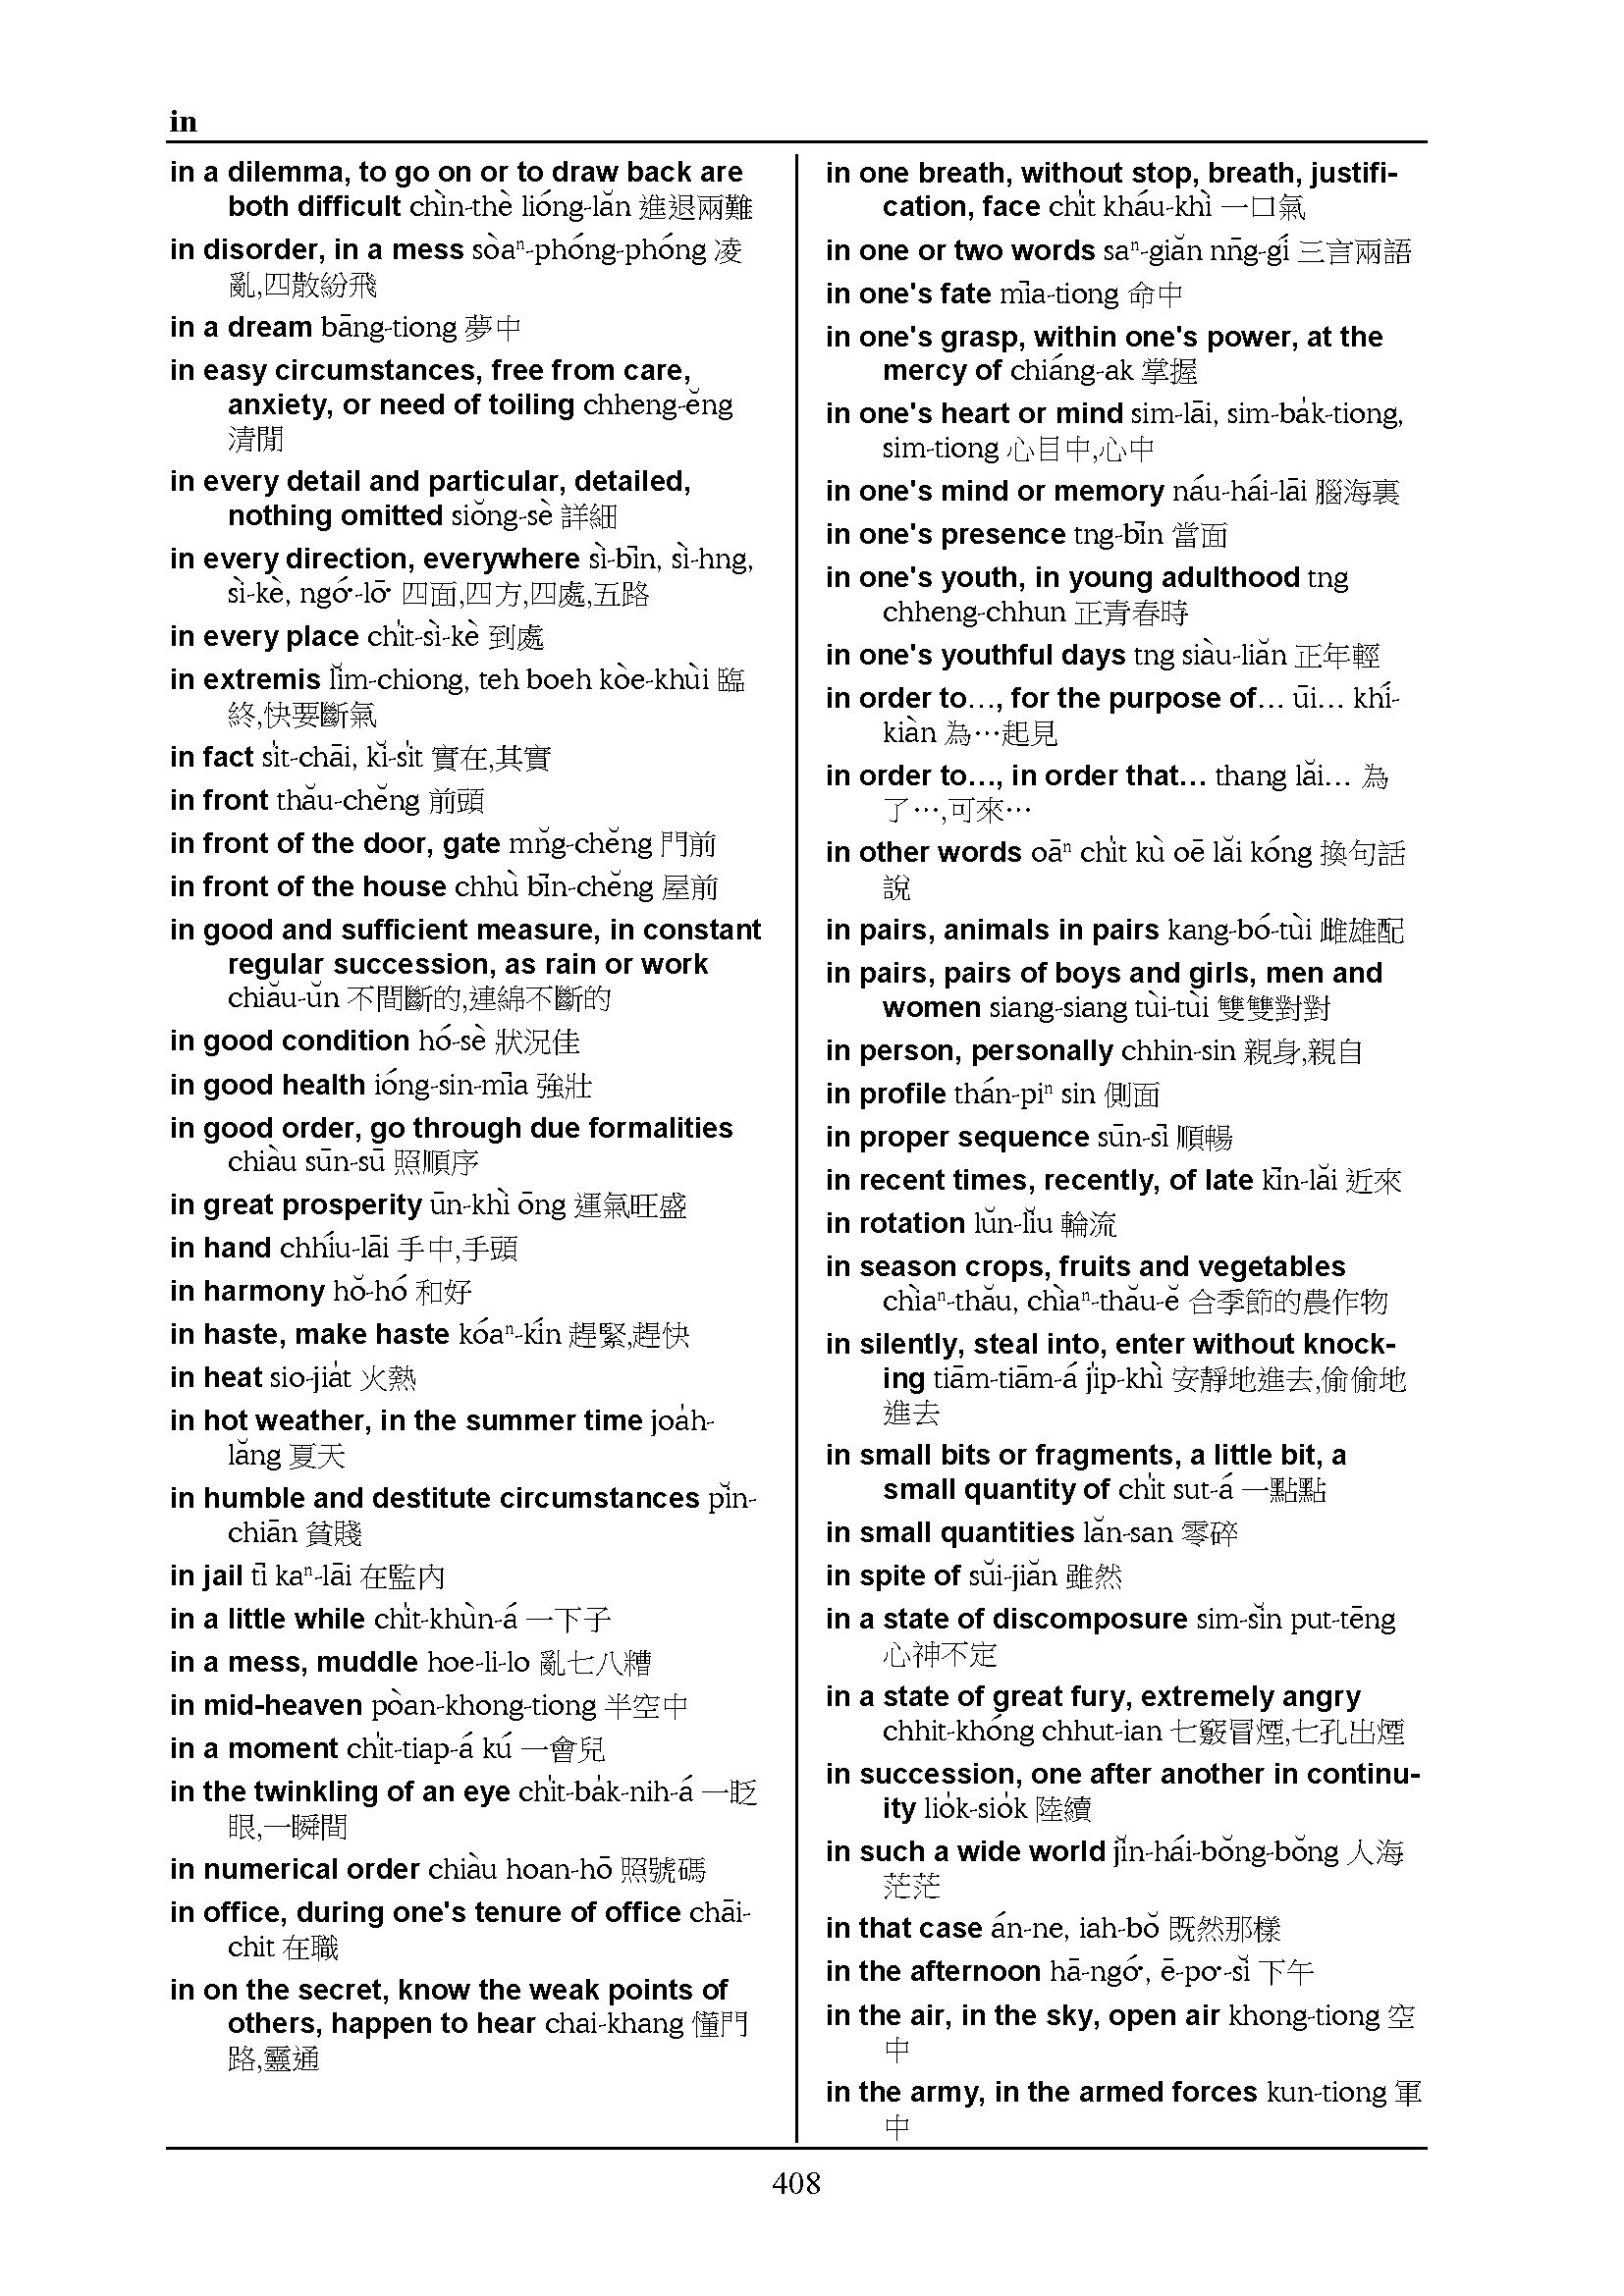 in
in a dilemma, to go on or to draw back are
both difficult chìn-thè lióng-lăn 進退兩難
in disorder, in a mess sòaⁿ-phóng-phóng 凌
亂,四散紛飛
in a dream bāng-tiong 夢中
in easy circumstances, free from care,
anxiety, or need of toiling chheng-ĕng
清閒
in every detail and particular, detailed,
nothing omitted siŏng-sè 詳細
in every direction, everywhere sì-bīn, sì-hng,
sì-kè, ngó͘-lō͘ 四面,四方,四處,五路
in every place chi̍t-sì-kè 到處
in extremis lĭm-chiong, teh boeh kòe-khùi 臨
終,快要斷氣
in fact si̍t-chāi, kĭ-si̍t 實在,其實
in front thău-chĕng 前頭
in front of the door, gate mn̆g-chĕng 門前
in front of the house chhù bīn-chĕng 屋前
in good and sufficient measure, in constant
regular succession, as rain or work
chiău-ŭn 不間斷的,連綿不斷的
in good condition hó-sè 狀況佳
in good health ióng-sin-mīa 強壯
in good order, go through due formalities
chiàu sūn-sū 照順序
in great prosperity ūn-khì ōng 運氣旺盛
in hand chhíu-lāi 手中,手頭
in harmony hŏ-hó 和好
in haste, make haste kóaⁿ-kín 趕緊,趕快
in heat sio-jia̍t 火熱
in hot weather, in the summer time joa̍h-
lăng 夏天
in humble and destitute circumstances pĭn-
chiān 貧賤
in jail tī kaⁿ-lāi 在監內
in a little while chi̍t-khùn-á 一下子
in a mess, muddle hoe-li-lo 亂七八糟
in mid-heaven pòan-khong-tiong 半空中
in a moment chi̍t-tiap-á kú 一會兒
in the twinkling of an eye chi̍t-ba̍k-nih-á 一眨
眼,一瞬間
in numerical order chiàu hoan-hō 照號碼
in office, during one's tenure of office chāi-
chit 在職
in on the secret, know the weak points of
others, happen to hear chai-khang 懂門
路,靈通
in one breath, without stop, breath, justifi-
cation, face chi̍t kháu-khì 一口氣
in one or two words saⁿ-giăn nn̄g-gí 三言兩語
in one's fate mīa-tiong 命中
in one's grasp, within one's power, at the
mercy of chiáng-ak 掌握
in one's heart or mind sim-lāi, sim-ba̍k-tiong,
sim-tiong 心目中,心中
in one's mind or memory náu-hái-lāi 腦海裏
in one's presence tng-bīn 當面
in one's youth, in young adulthood tng
chheng-chhun 正青春時
in one's youthful days tng siàu-liăn 正年輕
in order to…, for the purpose of… ūi… khí-
kiàn 為…起見
in order to…, in order that… thang lăi… 為
了…,可來…
in other words oāⁿ chi̍t kù oē lăi kóng 換句話
說
in pairs, animals in pairs kang-bó-tùi 雌雄配
in pairs, pairs of boys and girls, men and
women siang-siang tùi-tùi 雙雙對對
in person, personally chhin-sin 親身,親自
in profile thán-piⁿ sin 側面
in proper sequence sūn-sī 順暢
in recent times, recently, of late kīn-lăi 近來
in rotation lŭn-lĭu 輪流
in season crops, fruits and vegetables
chìaⁿ-thău, chìaⁿ-thău-ĕ 合季節的農作物
in silently, steal into, enter without knock-
ing tiām-tiām-á ji̍p-khì 安靜地進去,偷偷地
進去
in small bits or fragments, a little bit, a
small quantity of chi̍t sut-á 一點點
in small quantities lăn-san 零碎
in spite of sŭi-jiăn 雖然
in a state of discomposure sim-sĭn put-tēng
心神不定
in a state of great fury, extremely angry
chhit-khóng chhut-ian 七竅冒煙,七孔出煙
in succession, one after another in continu-
ity lio̍k-sio̍k 陸續
in such a wide world jĭn-hái-bŏng-bŏng 人海
茫茫
in that case án-ne, iah-bŏ 既然那樣
in the afternoon hā-ngó͘, ē-po͘-sĭ 下午
in the air, in the sky, open air khong-tiong 空
中
in the army, in the armed forces kun-tiong 軍
中
408